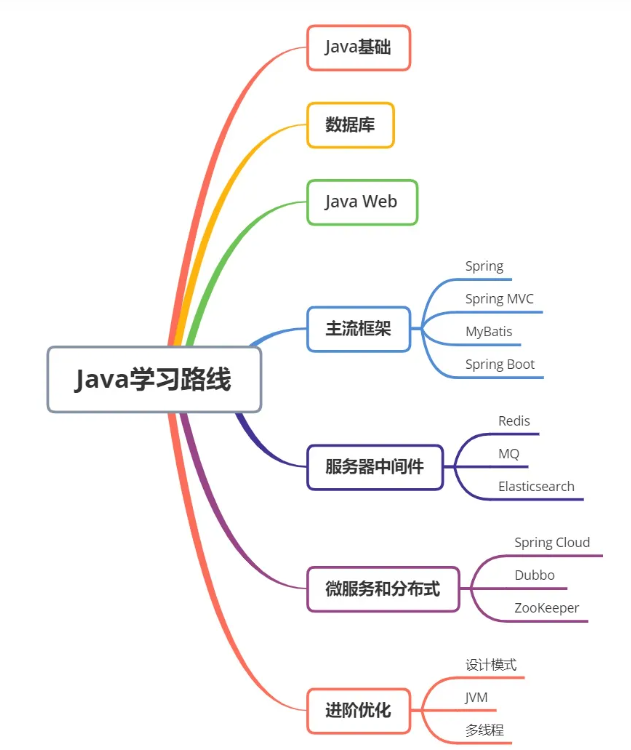 Java学习路线
Java基础
数据库
Java Web
主流框架
Spring
Spring MVC
MyBatis
Spring Boot
服务器中间件
Redis
MQ
Elasticsearch
微服务和分布式
Spring Cloud
Dubbo
ZooKeeper
进阶优化
设计模式
JVM
多线程